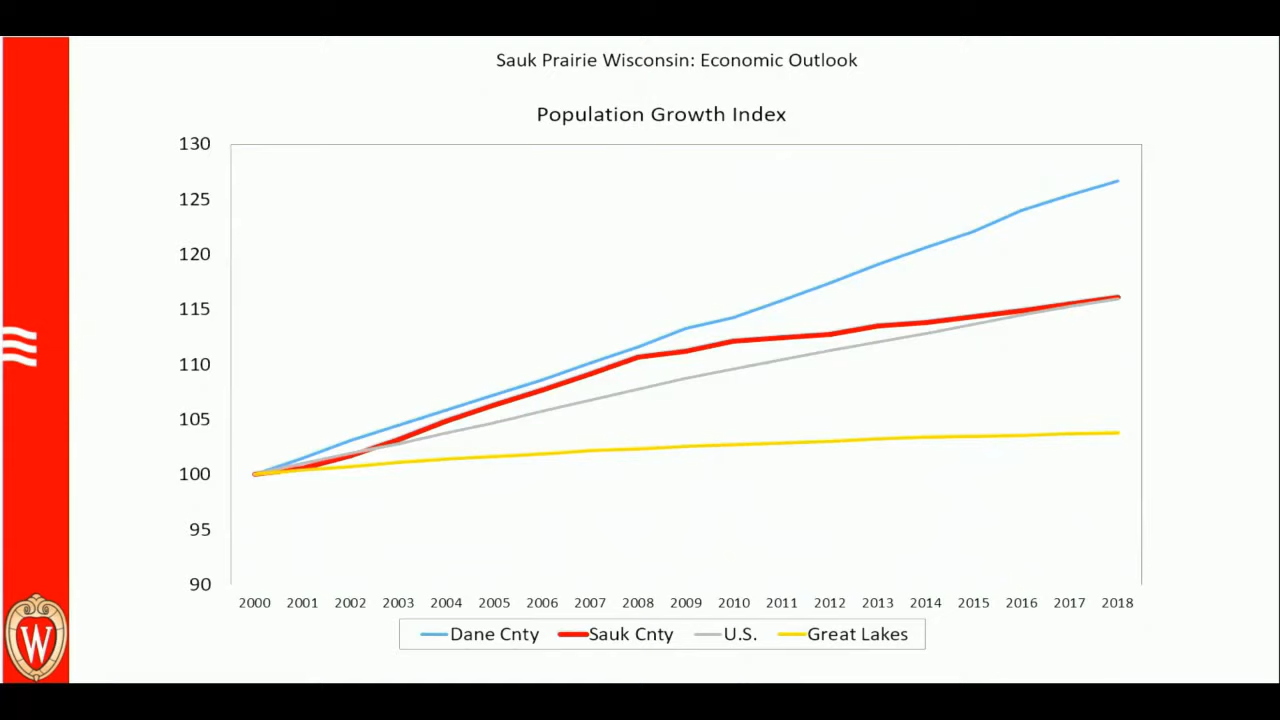 Sauk Prairie Wisconsin: Economic Outlook
Population Growth Index
130
125
120
115
110
105
100
95
90
2000 2001 2002 2003 2004 2005 2006 2007 2008 2009 2010 2011 2012 2013 2014 2015 2016 2017 2018
Dane Cnty Sauk Cnty U.S. Great Lakes
W